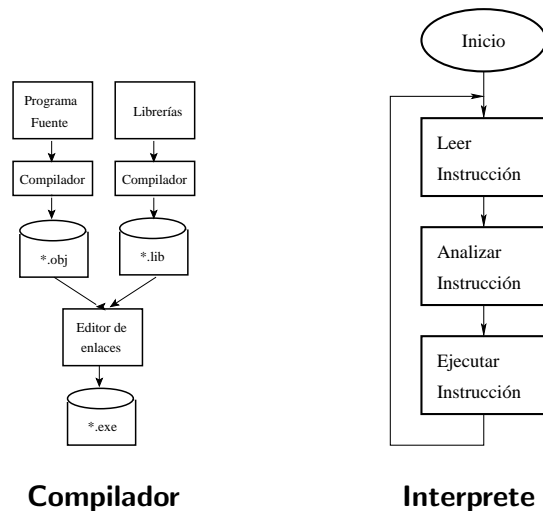 Programa
Fuente
Librerías
Compilador
Compilador
*.obj
*.lib
Editor de
enlaces
*.exe
Compilador
Inicio
Leer
Instrucción
Analizar
Instrucción
Ejecutar
Instrucción
Interprete